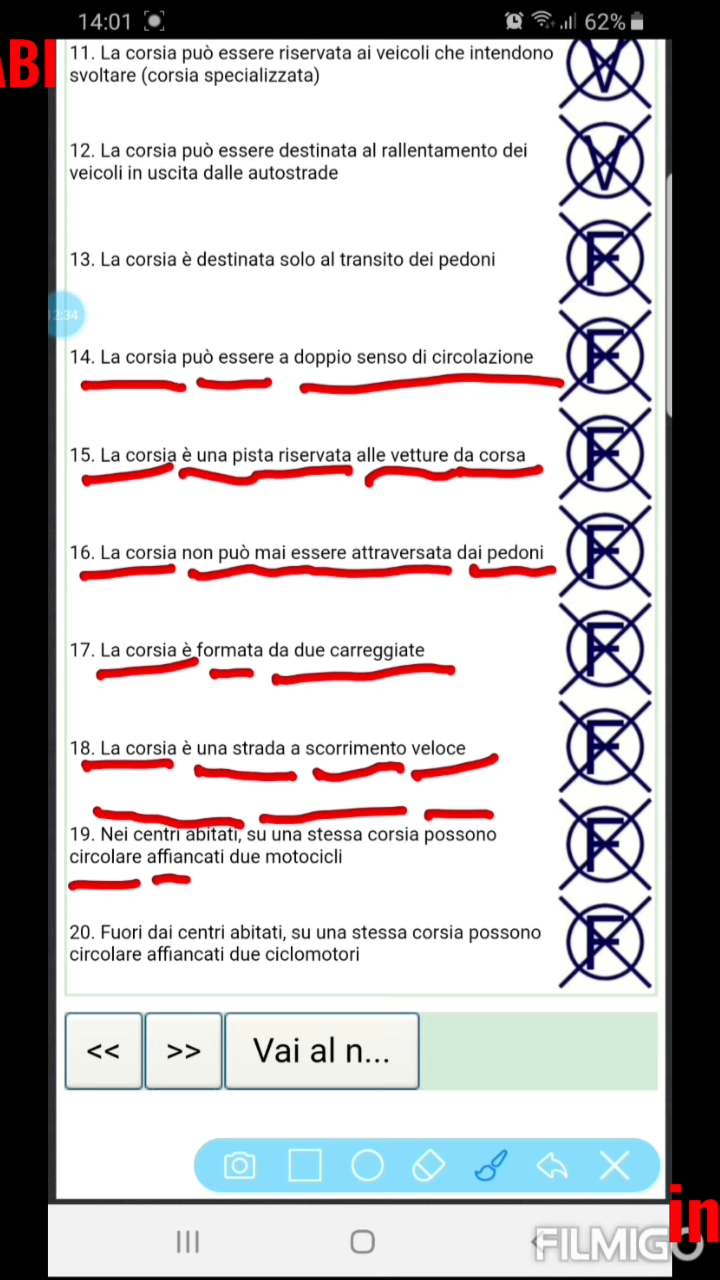 14:01
62%
ABI
11. La corsia può essere riservata ai veicoli che intendono
svoltare (corsia specializzata)
V
12. La corsia può essere destinata al rallentamento dei
veicoli in uscita dalle autostrade
V
13. La corsia è destinata solo al transito dei pedoni
F
12:34
14. La corsia può essere a doppio senso di circolazione
F
15. La corsia è una pista riservata alle vetture da corsa
F
16. La corsia non può mai essere attraversata dai pedoni
F
17. La corsia è formata da due carreggiate
F
18. La corsia è una strada a scorrimento veloce
F
19. Nei centri abitati, su una stessa corsia possono
circolare affiancati due motocicli
F
20. Fuori dai centri abitati, su una stessa corsia possono
circolare affiancati due ciclomotori
F
<<
>>
Vai al n...
in
FILMIGO